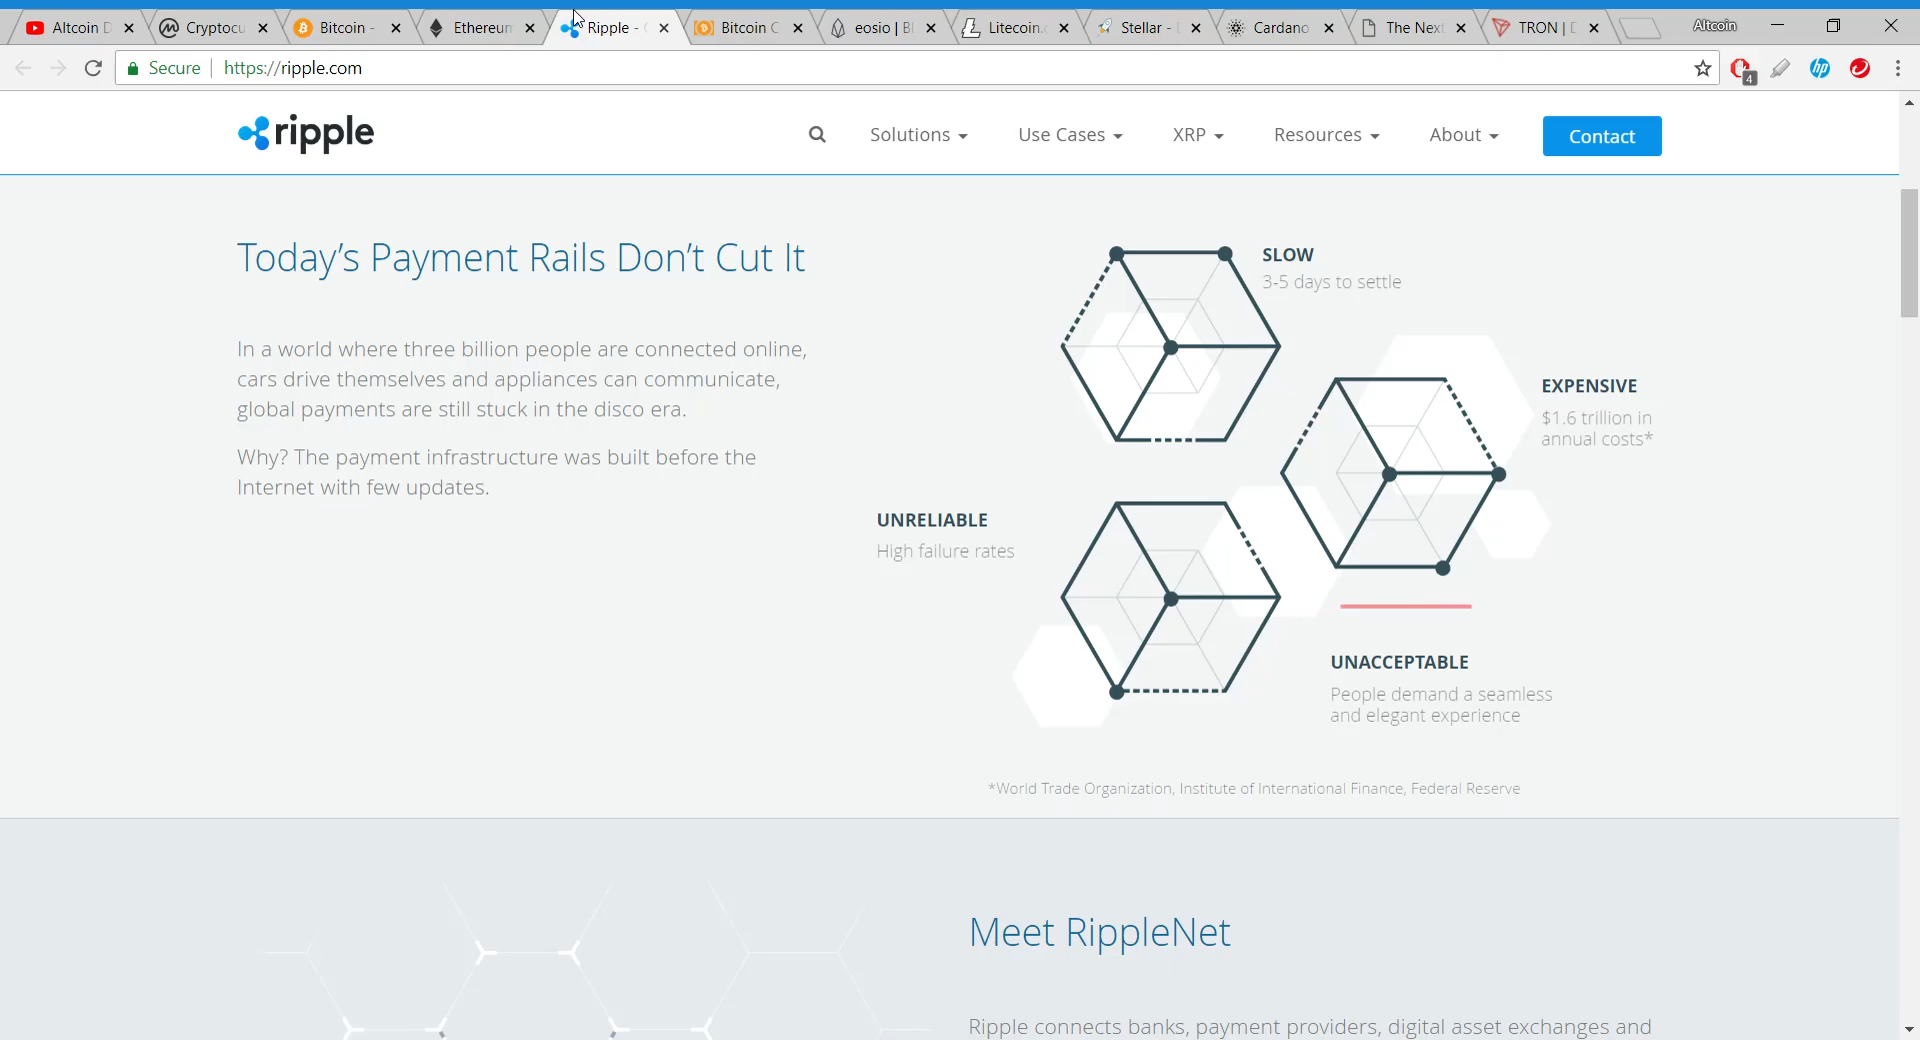 Altcoin D
Cryptocu
Bitcoin -
Ethereum
Ripple -
Bitcoin C
eosio | Bl
Litecoin.
Stellar -
Cardano
The Next
TRON | D
Altcoin
Secure
https://ripple.com
4
hp
ripple
Solutions
Use Cases
XRP
Resources
About
Contact
Today's Payment Rails Don't Cut It
In a world where three billion people are connected online,
cars drive themselves and appliances can communicate,
global payments are still stuck in the disco era.
Why? The payment infrastructure was built before the
Internet with few updates.
SLOW
3-5 days to settle
EXPENSIVE
$1.6 trillion in
annual costs*
UNRELIABLE
High failure rates
UNACCEPTABLE
People demand a seamless
and elegant experience
*World Trade Organization, Institute of International Finance, Federal Reserve
Meet RippleNet
Ripple connects banks, payment providers, digital asset exchanges and